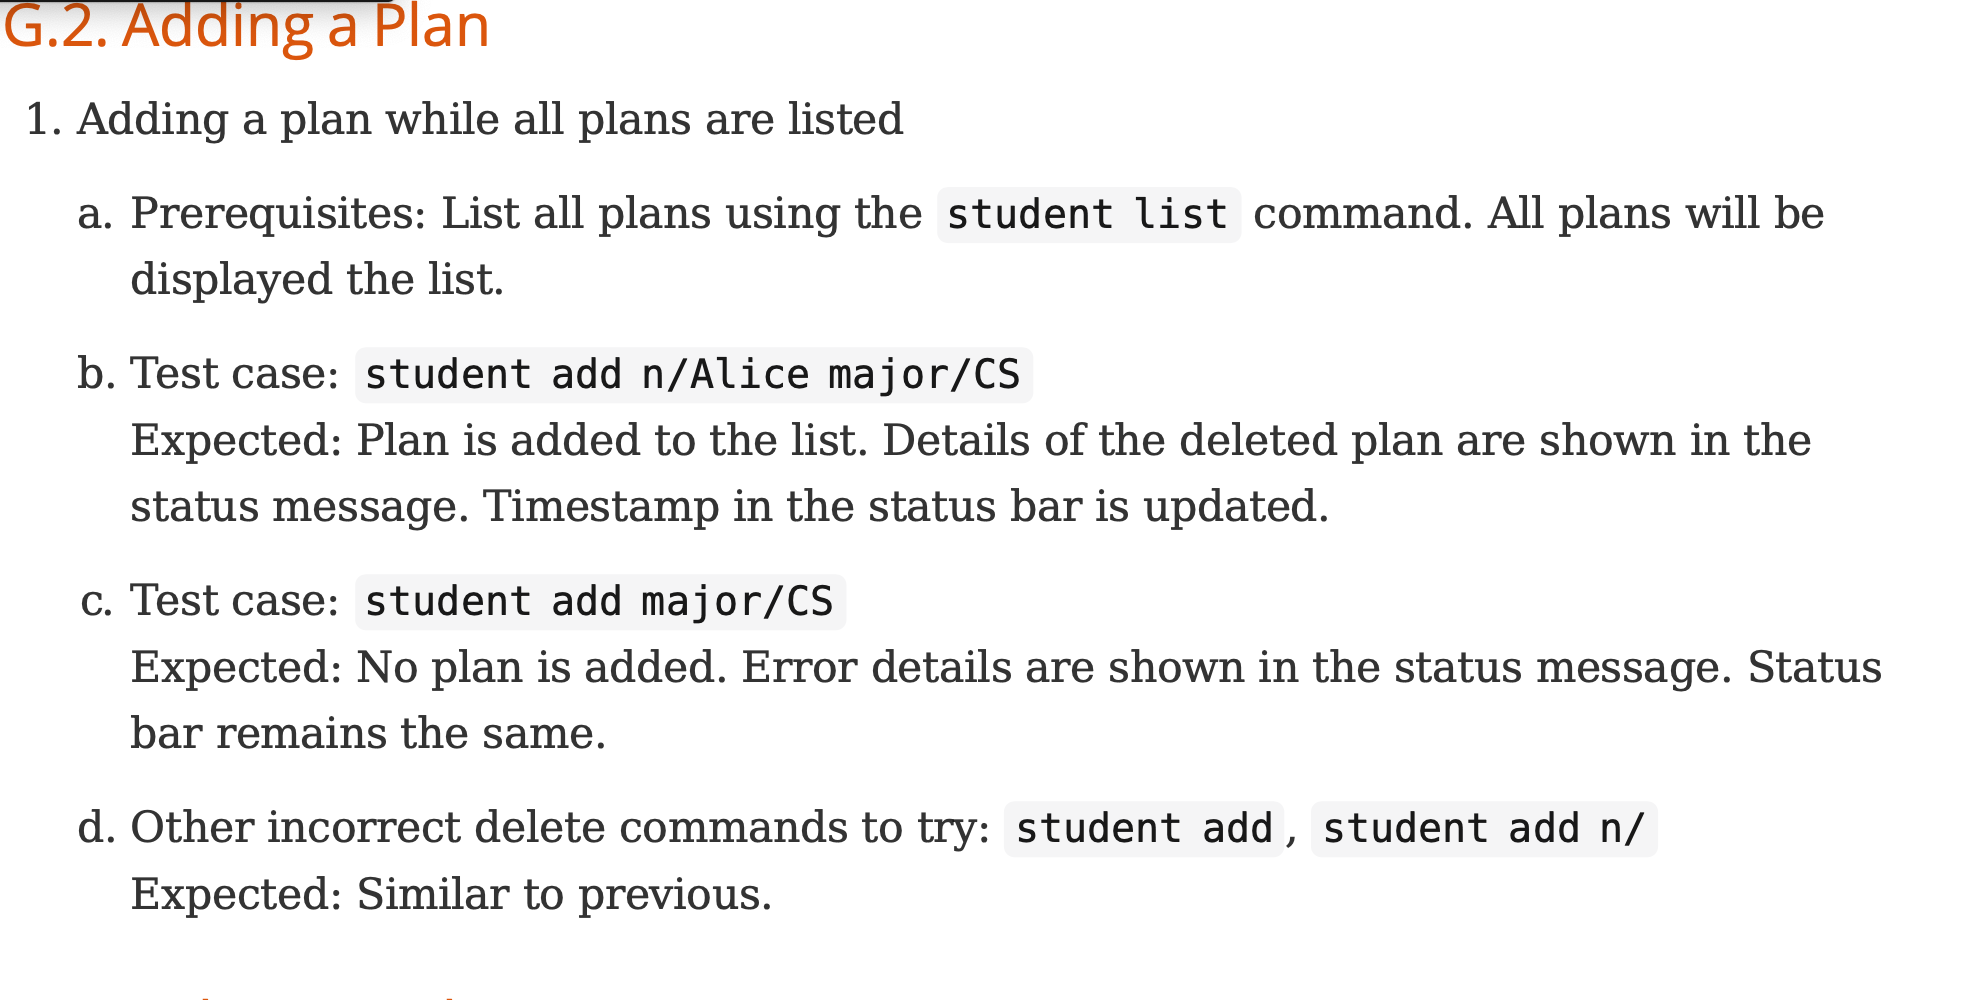 G.2. Adding a Plan
1. Adding a plan while all plans are listed
a. Prerequisites: List all plans using the student list command. All plans will be
displayed the list.
b. Test case: student add n/Alice major/CS
Expected: Plan is added to the list. Details of the deleted plan are shown in the
status message. Timestamp in the status bar is updated.
c. Test case: student add major/CS
Expected: No plan is added. Error details are shown in the status message. Status
bar remains the same.
d. Other incorrect delete commands to try: student add, student add n/
Expected: Similar to previous.